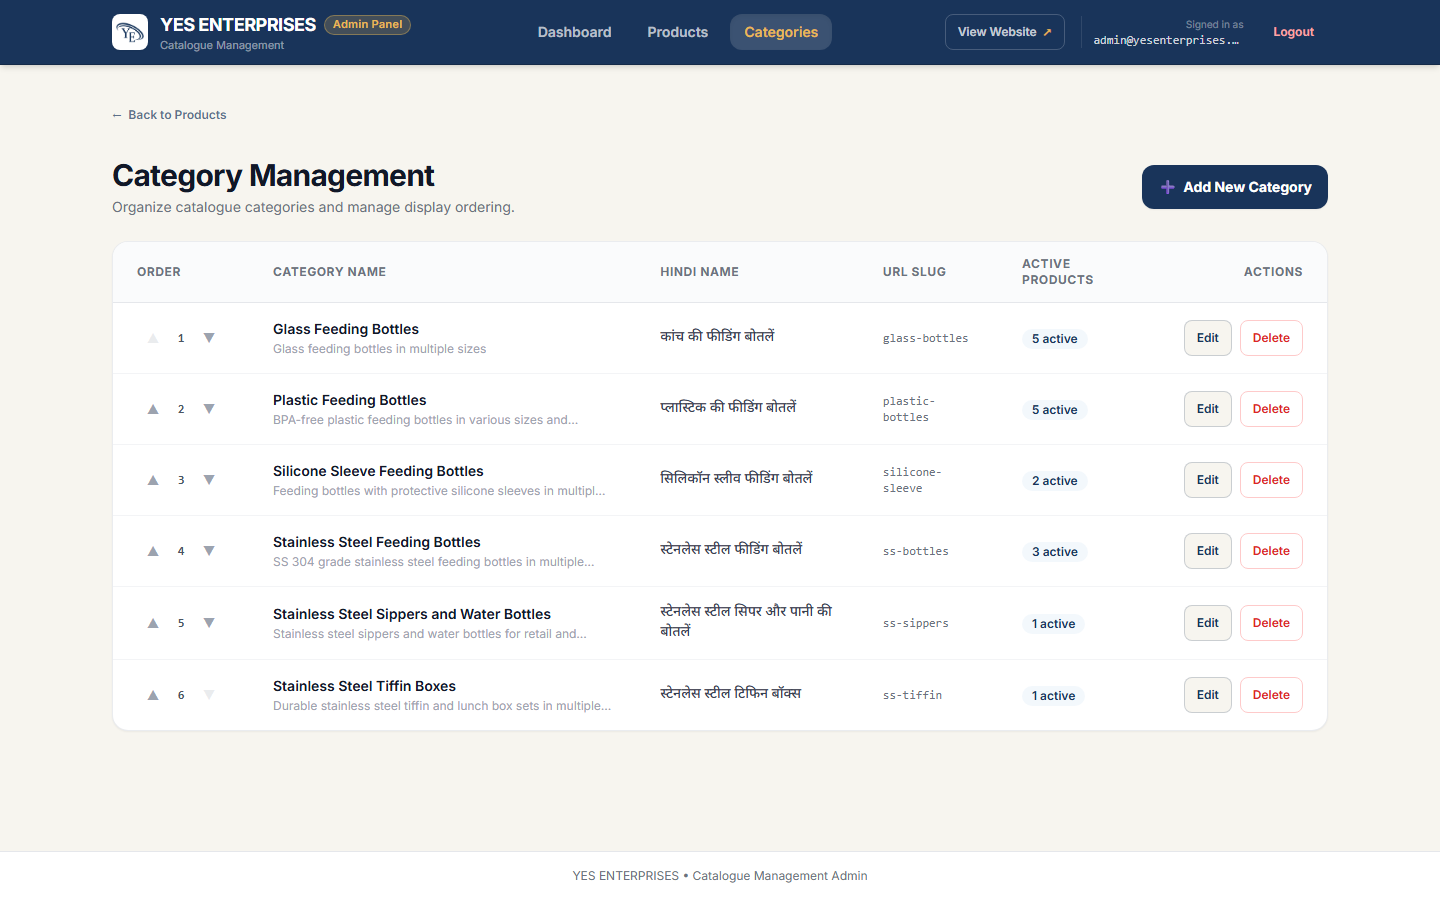 YES ENTERPRISES Admin Panel
Catalogue Management
Dashboard Products Categories
View Website ↗
Signed in as
admin@yesenterprises....
Logout
← Back to Products
Category Management
Organize catalogue categories and manage display ordering.
+ Add New Category
ORDER CATEGORY NAME HINDI NAME URL SLUG ACTIVE PRODUCTS ACTIONS
▲ 1 ▼ Glass Feeding Bottles
Glass feeding bottles in multiple sizes
कांच की फीडिंग बोतलें
glass-bottles
5 active
Edit Delete
▲ 2 ▼ Plastic Feeding Bottles
BPA-free plastic feeding bottles in various sizes and...
प्लास्टिक की फीडिंग बोतलें
plastic-
bottles
5 active
Edit Delete
▲ 3 ▼ Silicone Sleeve Feeding Bottles
Feeding bottles with protective silicone sleeves in multipl...
सिलिकॉन स्लीव फीडिंग बोतलें
silicone-
sleeve
2 active
Edit Delete
▲ 4 ▼ Stainless Steel Feeding Bottles
SS 304 grade stainless steel feeding bottles in multiple...
स्टेनलेस स्टील फीडिंग बोतलें
ss-bottles
3 active
Edit Delete
▲ 5 ▼ Stainless Steel Sippers and Water Bottles
Stainless steel sippers and water bottles for retail and...
स्टेनलेस स्टील सिपर और पानी की
बोतलें
ss-sippers
1 active
Edit Delete
▲ 6 ▼ Stainless Steel Tiffin Boxes
Durable stainless steel tiffin and lunch box sets in multiple...
स्टेनलेस स्टील टिफिन बॉक्स
ss-tiffin
1 active
Edit Delete
YES ENTERPRISES • Catalogue Management Admin